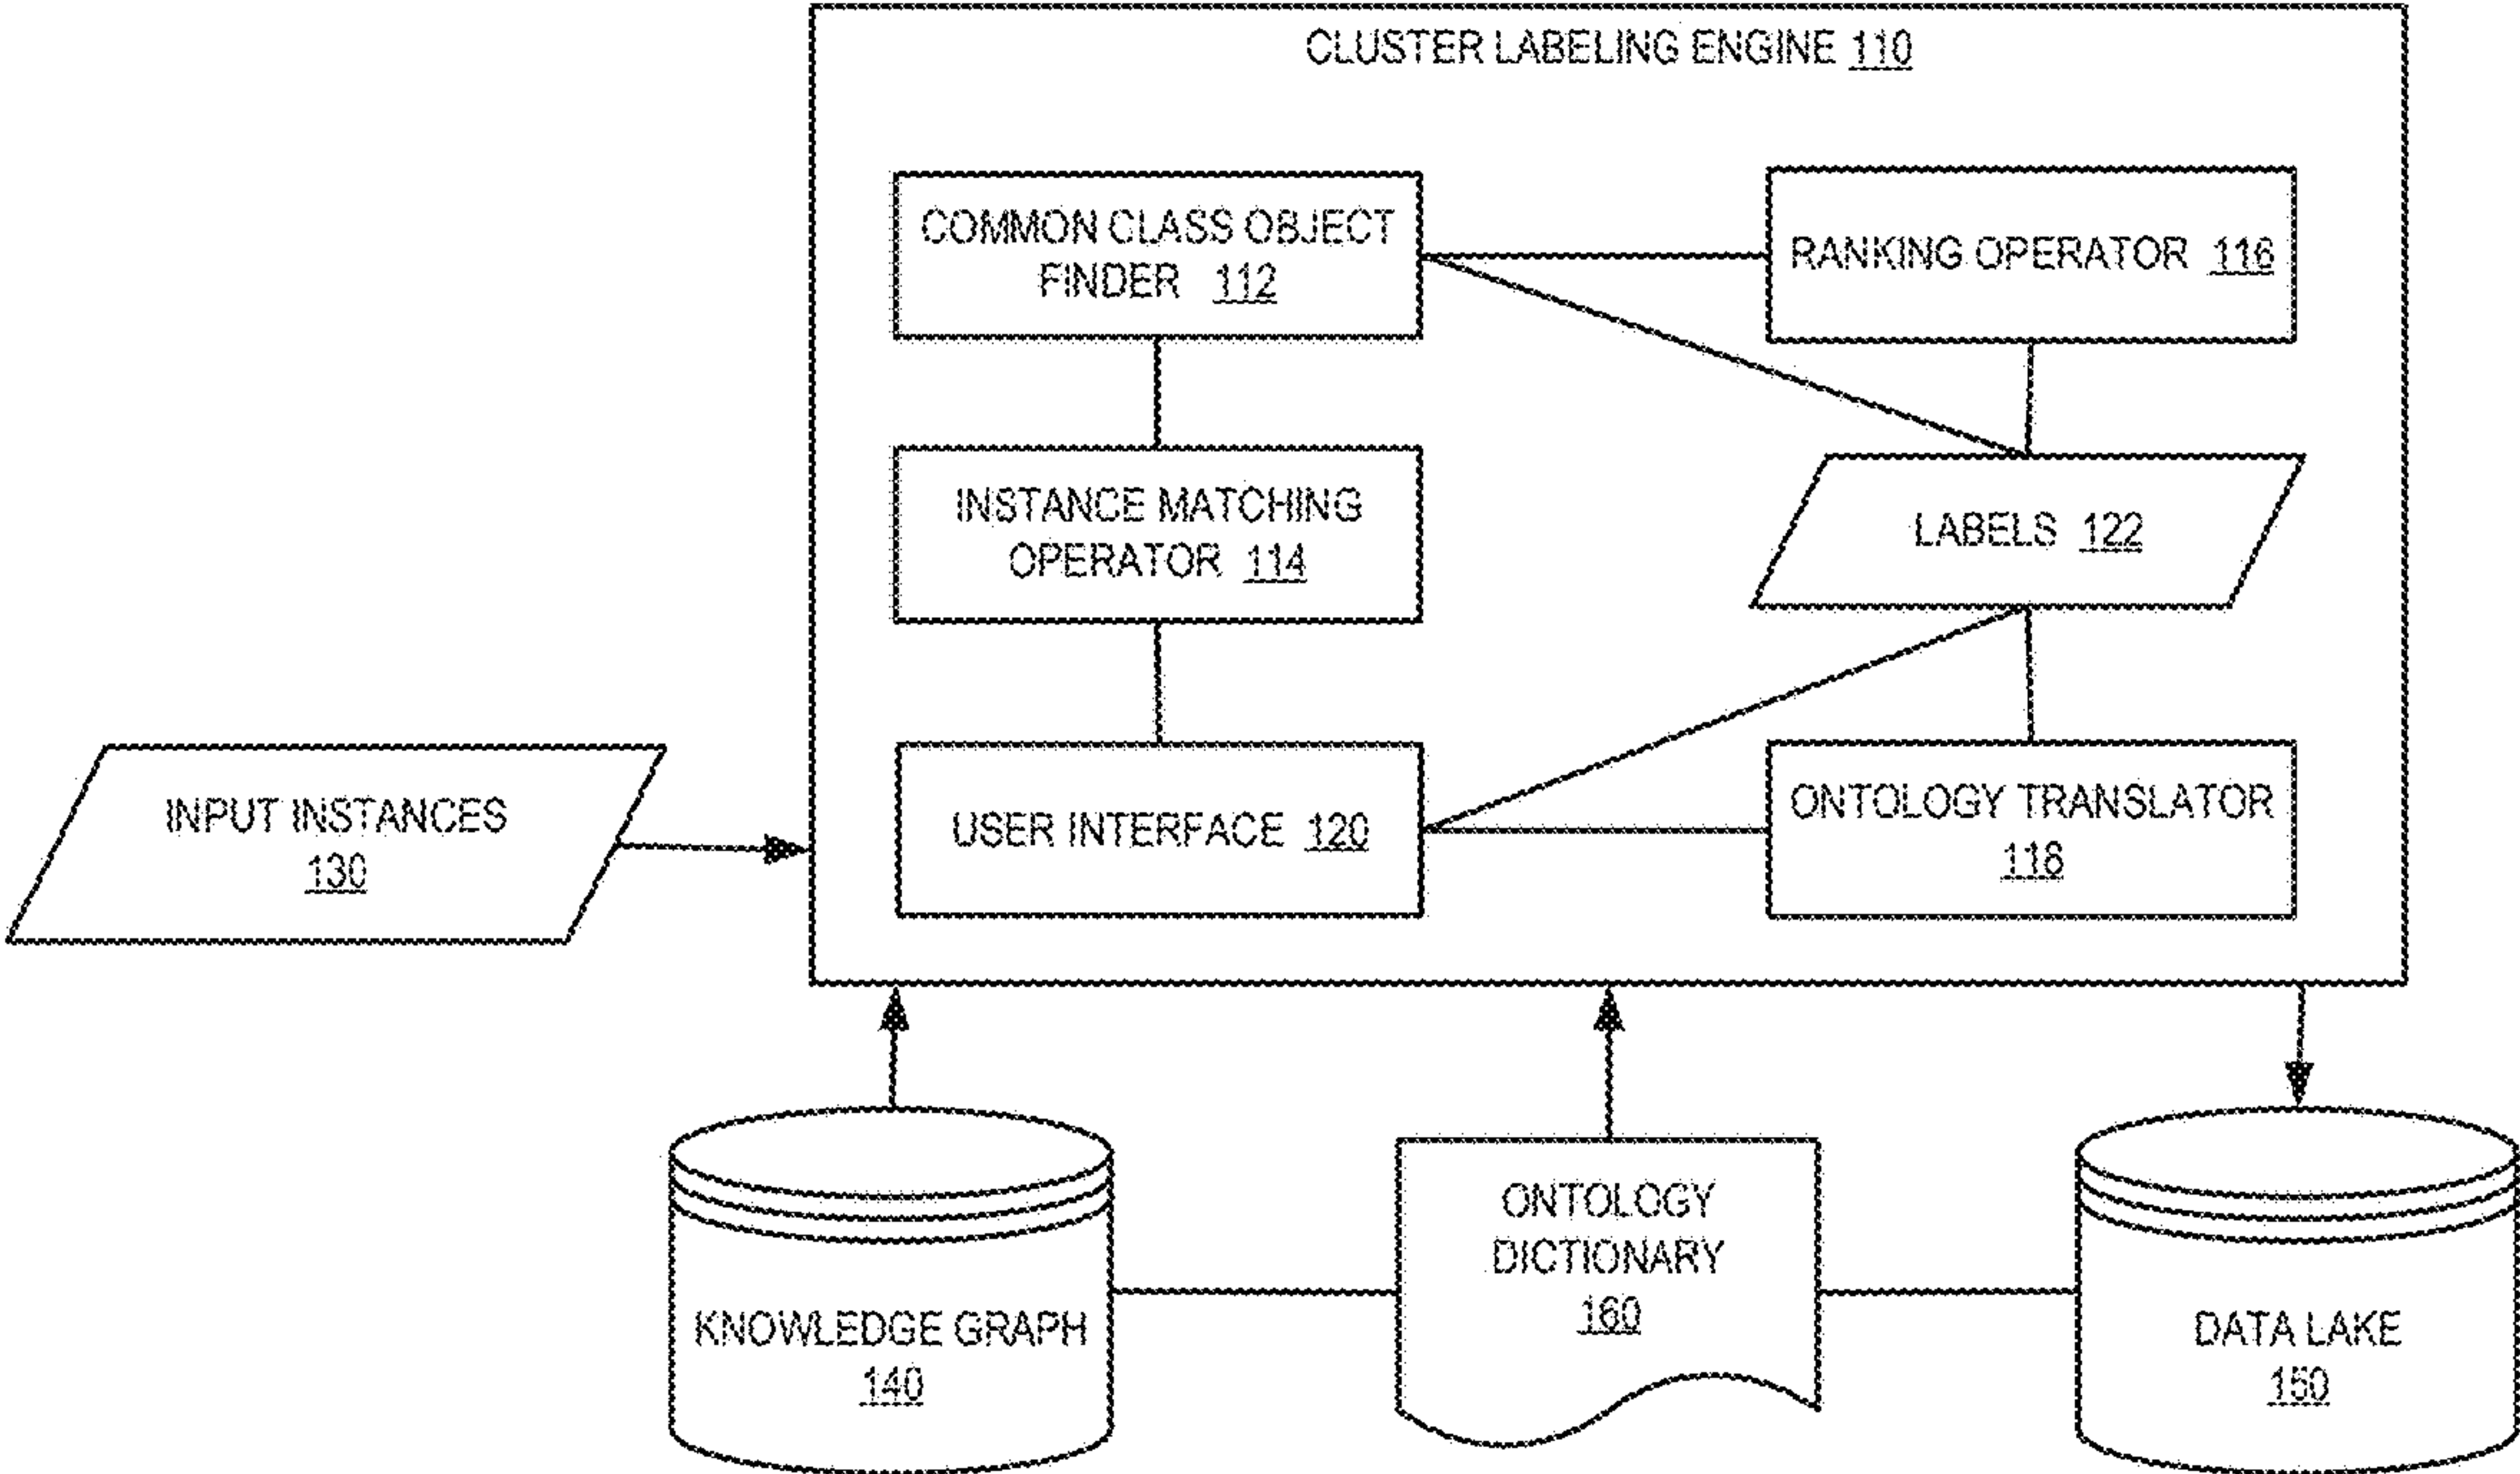 CLUSTER LABELING ENGINE 110
COMMON CLASS OBJECT
FINDER 112
RANKING OPERATOR 116
INSTANCE MATCHING
OPERATOR 114
LABELS 122
INPUT INSTANCES
130
USER INTERFACE 120
ONTOLOGY TRANSLATOR
118
KNOWLEDGE GRAPH
140
ONTOLOGY
DICTIONARY
160
DATA LAKE
150